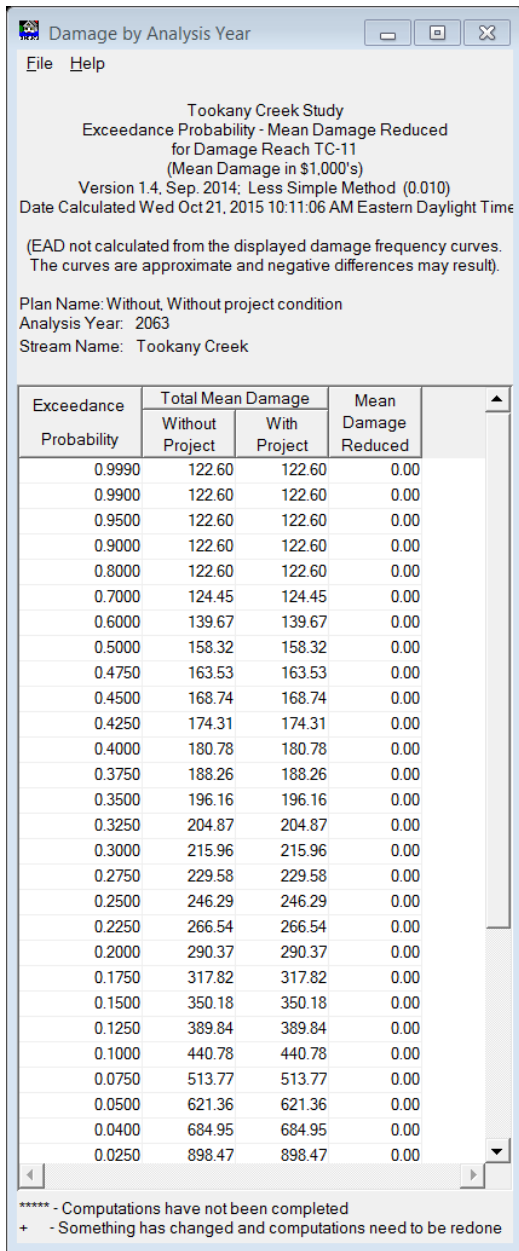 Damage by Analysis Year
File Help
Tookany Creek Study
Exceedance Probability - Mean Damage Reduced
for Damage Reach TC-11
(Mean Damage in $1,000's)
Version 1.4, Sep. 2014; Less Simple Method (0.010)
Date Calculated Wed Oct 21, 2015 10:11:06 AM Eastern Daylight Time
(EAD not calculated from the displayed damage frequency curves.
The curves are approximate and negative differences may result).
Plan Name: Without, Without project condition
Analysis Year: 2063
Stream Name: Tookany Creek
Exceedance Probability Total Mean Damage Mean Damage Reduced
Without Project With Project
0.9990 122.60 122.60 0.00
0.9900 122.60 122.60 0.00
0.9500 122.60 122.60 0.00
0.9000 122.60 122.60 0.00
0.8000 122.60 122.60 0.00
0.7000 124.45 124.45 0.00
0.6000 139.67 139.67 0.00
0.5000 158.32 158.32 0.00
0.4750 163.53 163.53 0.00
0.4500 168.74 168.74 0.00
0.4250 174.31 174.31 0.00
0.4000 180.78 180.78 0.00
0.3750 188.26 188.26 0.00
0.3500 196.16 196.16 0.00
0.3250 204.87 204.87 0.00
0.3000 215.96 215.96 0.00
0.2750 229.58 229.58 0.00
0.2500 246.29 246.29 0.00
0.2250 266.54 266.54 0.00
0.2000 290.37 290.37 0.00
0.1750 317.82 317.82 0.00
0.1500 350.18 350.18 0.00
0.1250 389.84 389.84 0.00
0.1000 440.78 440.78 0.00
0.0750 513.77 513.77 0.00
0.0500 621.36 621.36 0.00
0.0400 684.95 684.95 0.00
0.0250 898.47 898.47 0.00
***** - Computations have not been completed
+ - Something has changed and computations need to be redone